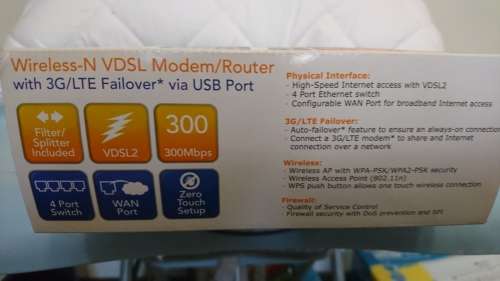 Wireless-N VDSL Modem/Router
with 3G/LTE Failover* via USB Port
Filter/
Splitter
Included
VDSL2
300
300Mbps
4 Port
Switch
WAN
Port
Zero
Touch
Setup
Physical Interface:
- High-Speed Internet access with VDSL2
- 4 Port Ethernet switch
- Configurable WAN Port for broadband Internet access
3G/LTE Failover:
- Auto-failover* feature to ensure an always-on connectio
- Connect a 3G/LTE modem* to share and Internet
connection over a network
Wireless:
- Wireless AP with WPA-PSK/WPA2-PSK security
- Wireless Access Point (802.11n)
- WPS push button allows one touch wireless connection
Firewall:
- Quality of Service Control
- Firewall security with DoS prevention and SPI